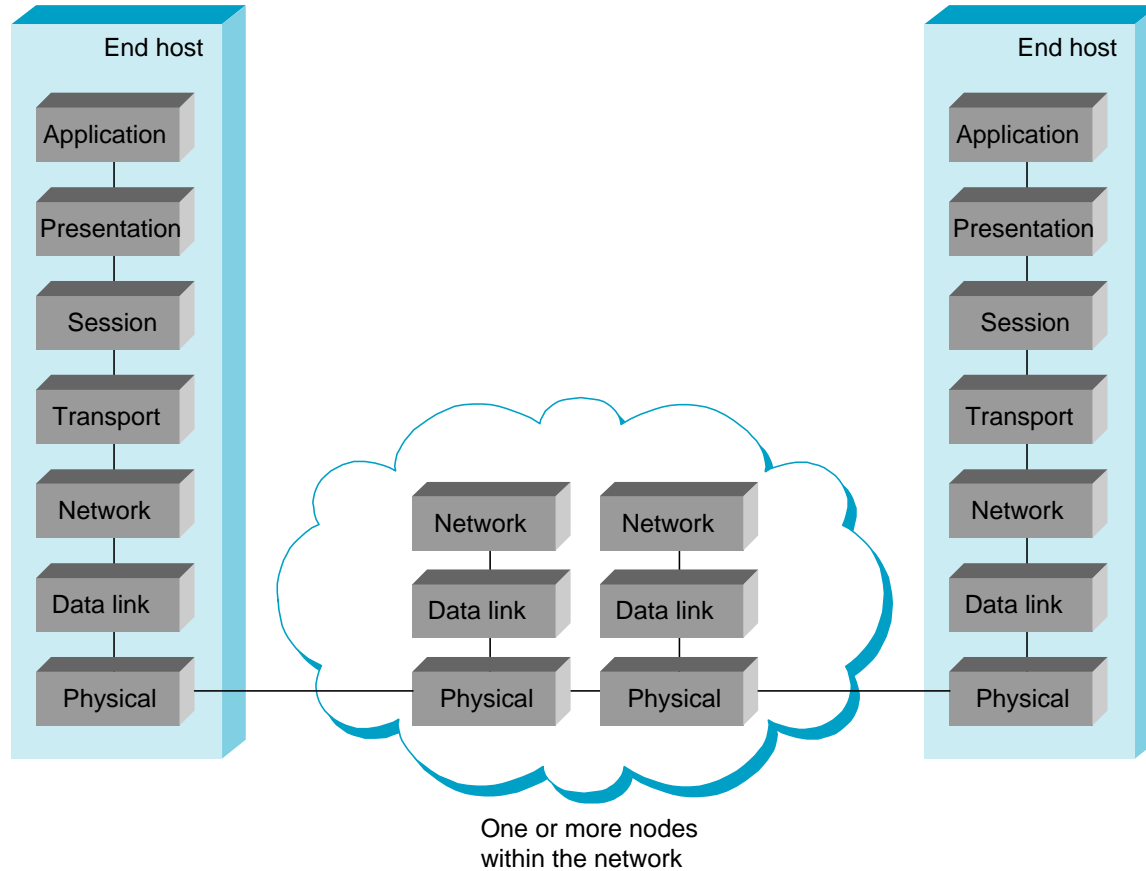 End host
Application
Presentation
Session
Transport
Network
Data link
Physical
Network
Data link
Physical
Network
Data link
Physical
One or more nodes
within the network
End host
Application
Presentation
Session
Transport
Network
Data link
Physical